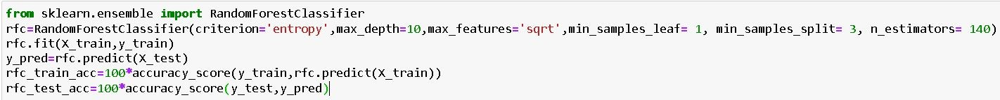 from sklearn.ensemble import RandomForestClassifier
rfc=RandomForestClassifier(criterion='entropy',max_depth=10,max_features='sqrt',min_samples_leaf= 1, min_samples_split= 3, n_estimators= 140)
rfc.fit(X_train,y_train)
y_pred=rfc.predict(X_test)
rfc_train_acc=100*accuracy_score(y_train,rfc.predict(X_train))
rfc_test_acc=100*accuracy_score(y_test,y_pred)